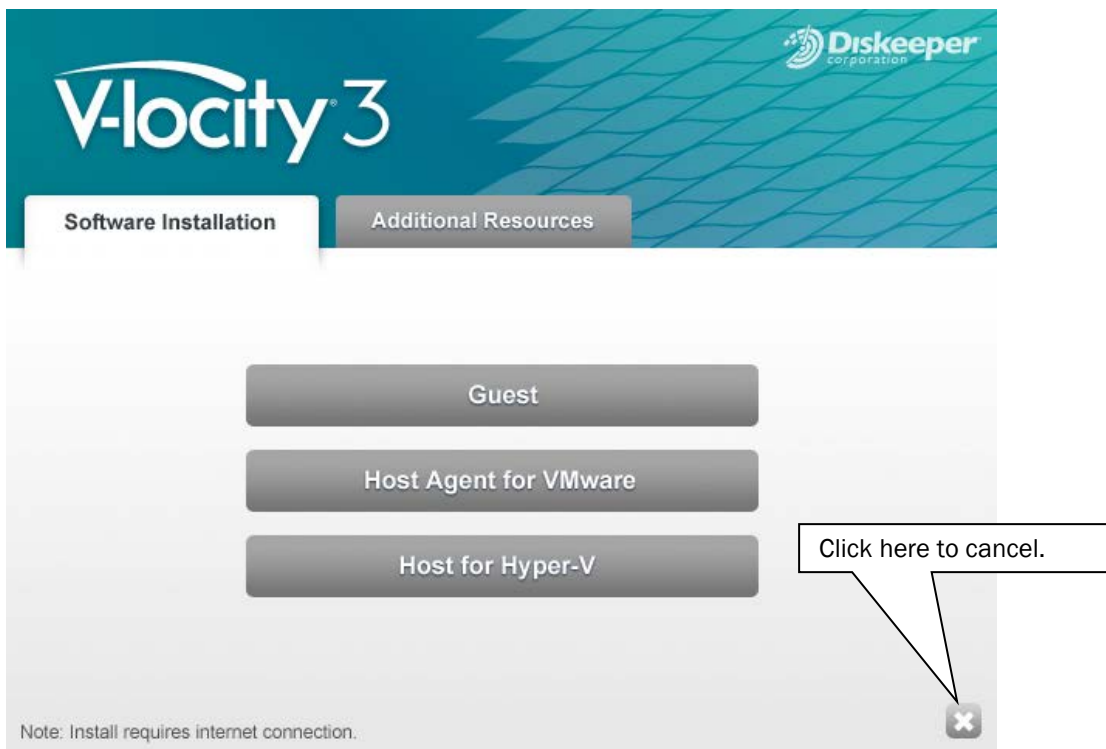 Diskeeper
corporation
V-locity® 3
Software Installation
Additional Resources
Guest
Host Agent for VMware
Host for Hyper-V
Click here to cancel.
Note: Install requires internet connection.